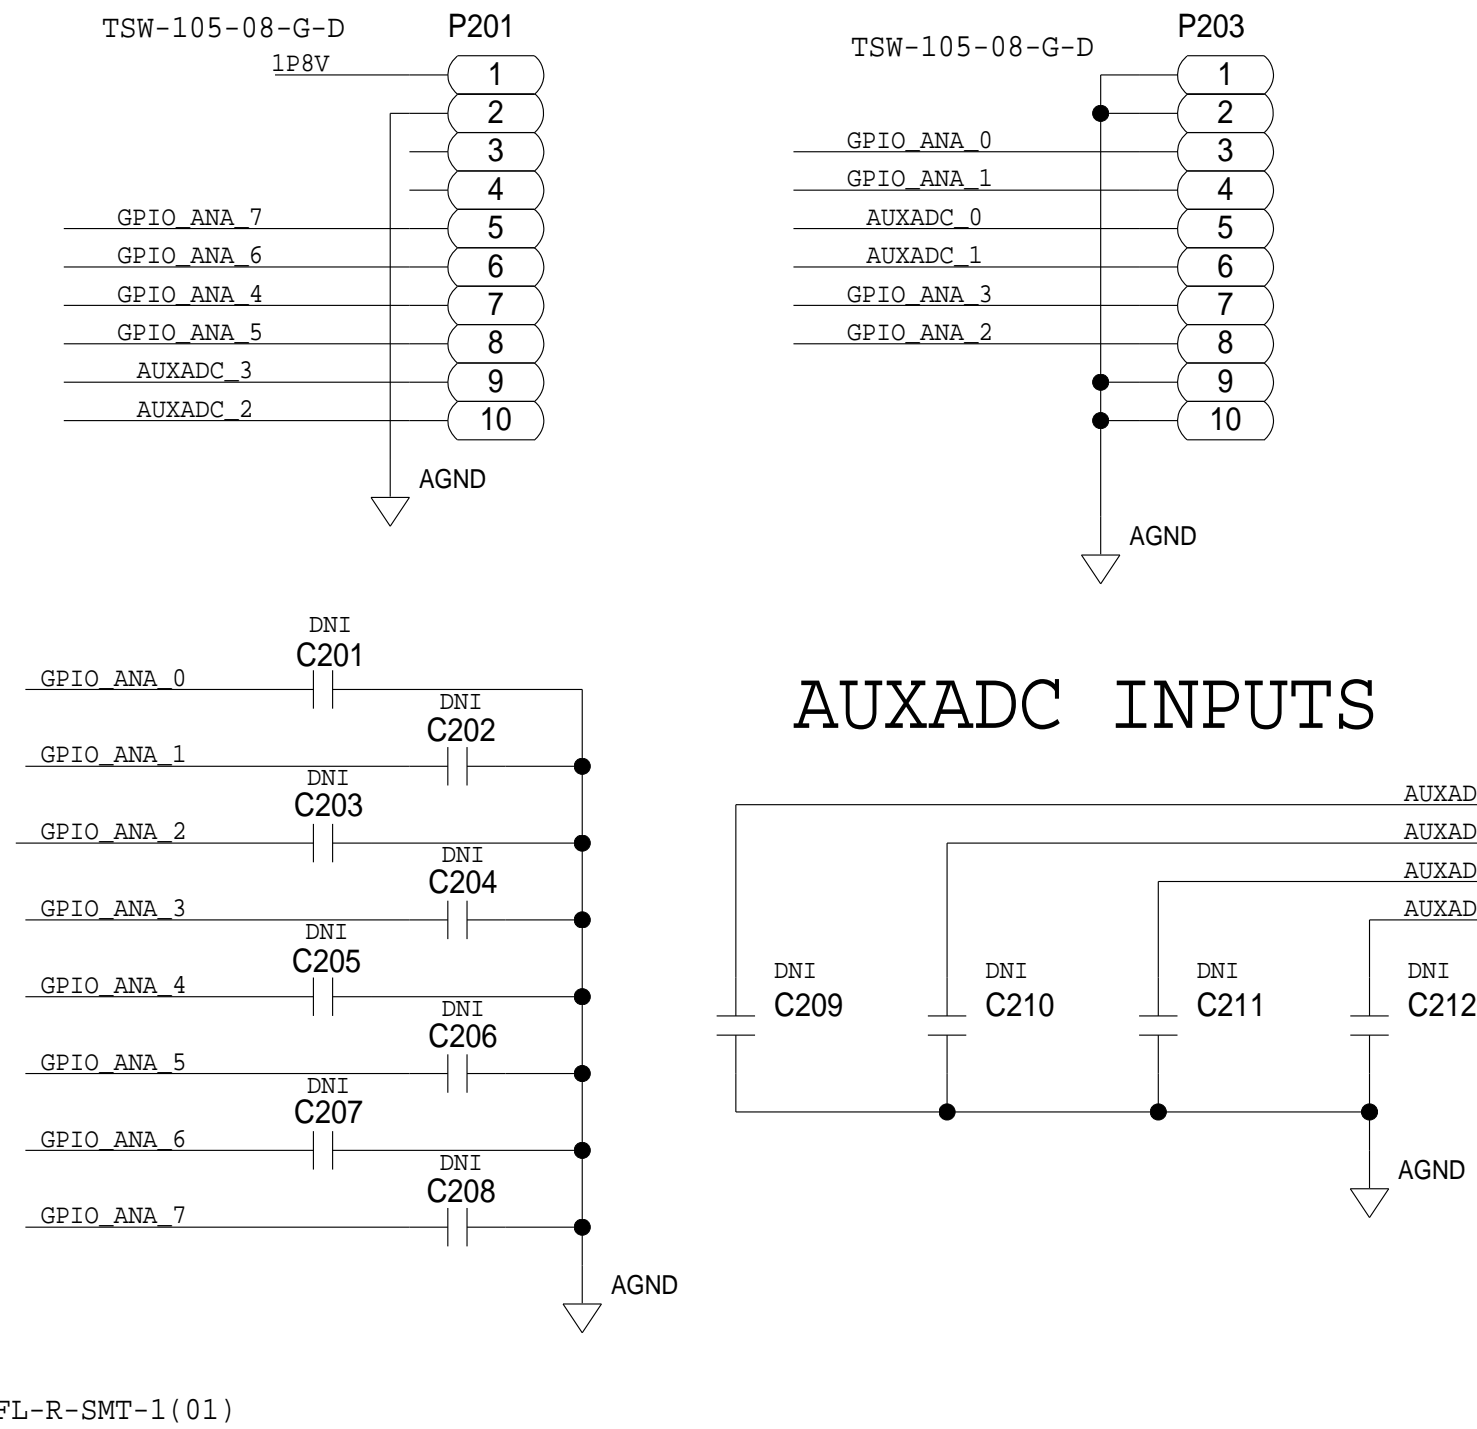 TSW-105-08-G-D
P201
1P8V
1
2
3
4
GPIO_ANA_7
5
GPIO_ANA_6
6
GPIO_ANA_4
7
GPIO_ANA_5
8
AUXADC_3
9
AUXADC_2
10
AGND
TSW-105-08-G-D
P203
1
2
GPIO_ANA_0
3
GPIO_ANA_1
4
AUXADC_0
5
AUXADC_1
6
GPIO_ANA_3
7
GPIO_ANA_2
8
9
10
AGND
DNI
C201
GPIO_ANA_0
DNI
C202
GPIO_ANA_1
DNI
C203
GPIO_ANA_2
DNI
C204
GPIO_ANA_3
DNI
C205
GPIO_ANA_4
DNI
C206
GPIO_ANA_5
DNI
C207
GPIO_ANA_6
DNI
C208
GPIO_ANA_7
AGND
AUXADC INPUTS
AUXAD
AUXAD
AUXAD
AUXAD
DNI
C209
DNI
C210
DNI
C211
DNI
C212
AGND
FL-R-SMT-1(01)